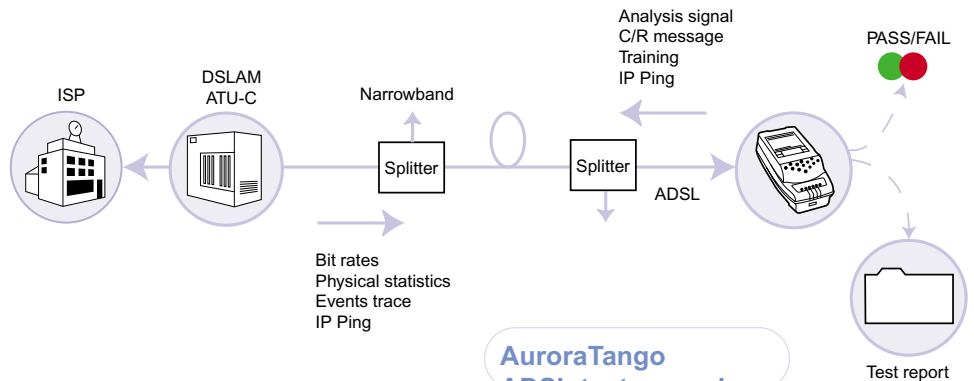 Analysis signal
C/R message
Training
IP Ping
PASS/FAIL
ISP
DSLAM
ATU-C
Narrowband
Splitter
Splitter
ADSL
Bit rates
Physical statistics
Events trace
IP Ping
AuroraTango
Test report